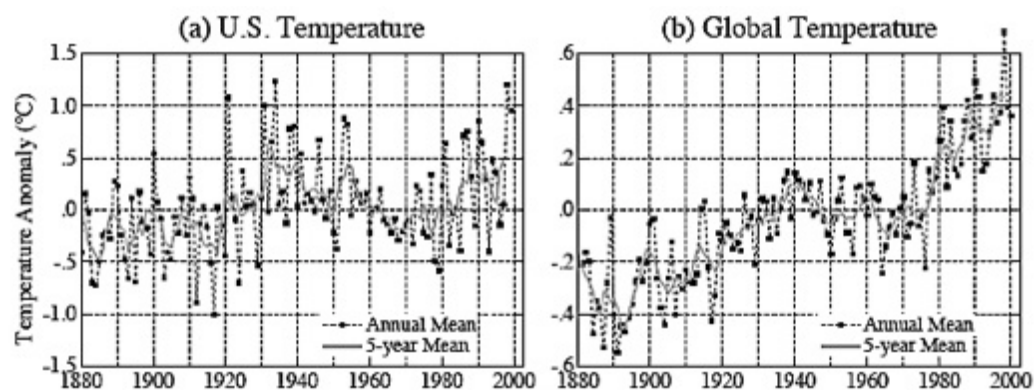 (a) U.S. Temperature
(b) Global Temperature
Temperature Anomaly (°C)
1.5
1.0
.5
.0
-.5
-1.0
-1.5
Annual Mean
5-year Mean
1880 1900 1920 1940 1960 1980 2000
.6
.4
.2
.0
-.2
-.4
-.6
Annual Mean
5-year Mean
1880 1900 1920 1940 1960 1980 2000